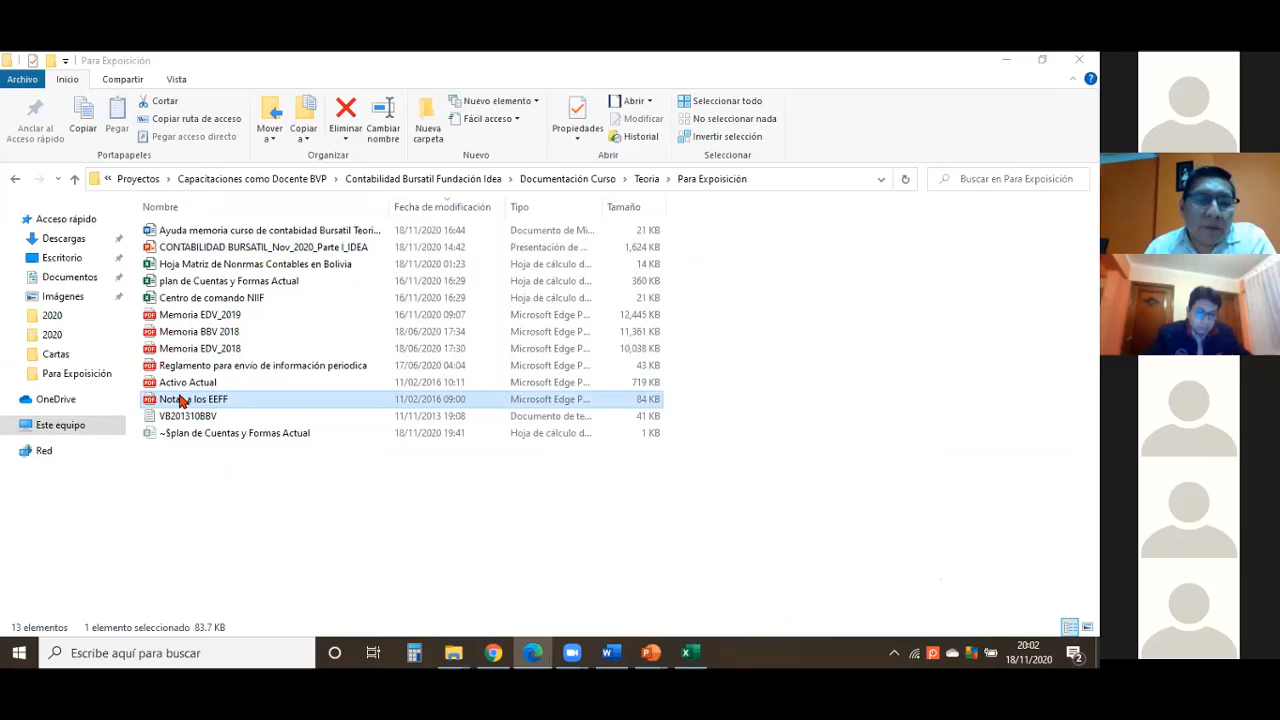 Para Expoisición
Archivo Inicio Compartir Vista
Anclar al Acceso rápido
Copiar
Pegar
Cortar
Copiar ruta de acceso
Pegar acceso directo
Portapapeles
Mover a
Copiar a
Eliminar
Cambiar nombre
Organizar
Nueva carpeta
Nuevo elemento
Fácil acceso
Nuevo
Propiedades
Abrir
Modificar
Historial
Abrir
Seleccionar todo
No seleccionar nada
Invertir selección
Seleccionar
« Proyectos > Capacitaciones como Docente BVP > Contabilidad Bursatil Fundación Idea > Documentación Curso > Teoria > Para Expoisición
Buscar en Para Expoisición
Acceso rápido
Descargas
Escritorio
Documentos
Imágenes
2020
2020
Cartas
Para Expoisición
OneDrive
Este equipo
Red
Nombre Fecha de modificación Tipo Tamaño
Ayuda memoria curso de contabidad Bursatil Teori... 18/11/2020 16:44 Documento de Mi... 21 KB
CONTABILIDAD BURSATIL_Nov_2020_Parte I_IDEA 18/11/2020 14:42 Presentación de ... 1,624 KB
Hoja Matriz de Nonrmas Contables en Bolivia 18/11/2020 01:23 Hoja de cálculo d... 14 KB
plan de Cuentas y Formas Actual 16/11/2020 16:29 Hoja de cálculo d... 360 KB
Centro de comando NIIF 16/11/2020 16:29 Hoja de cálculo d... 21 KB
Memoria EDV_2019 16/11/2020 09:07 Microsoft Edge P... 12,445 KB
Memoria BBV 2018 18/06/2020 17:34 Microsoft Edge P... 11,361 KB
Memoria EDV_2018 18/06/2020 17:30 Microsoft Edge P... 10,038 KB
Reglamento para envío de información periodica 17/06/2020 04:04 Microsoft Edge P... 43 KB
Activo Actual 11/02/2016 10:11 Microsoft Edge P... 719 KB
Nota a los EEFF 11/02/2016 09:00 Microsoft Edge P... 84 KB
VB201310BBV 11/11/2013 19:08 Documento de te... 41 KB
~$plan de Cuentas y Formas Actual 18/11/2020 19:41 Hoja de cálculo d... 1 KB
13 elementos 1 elemento seleccionado 83.7 KB
Escribe aquí para buscar
20:02
18/11/2020
2